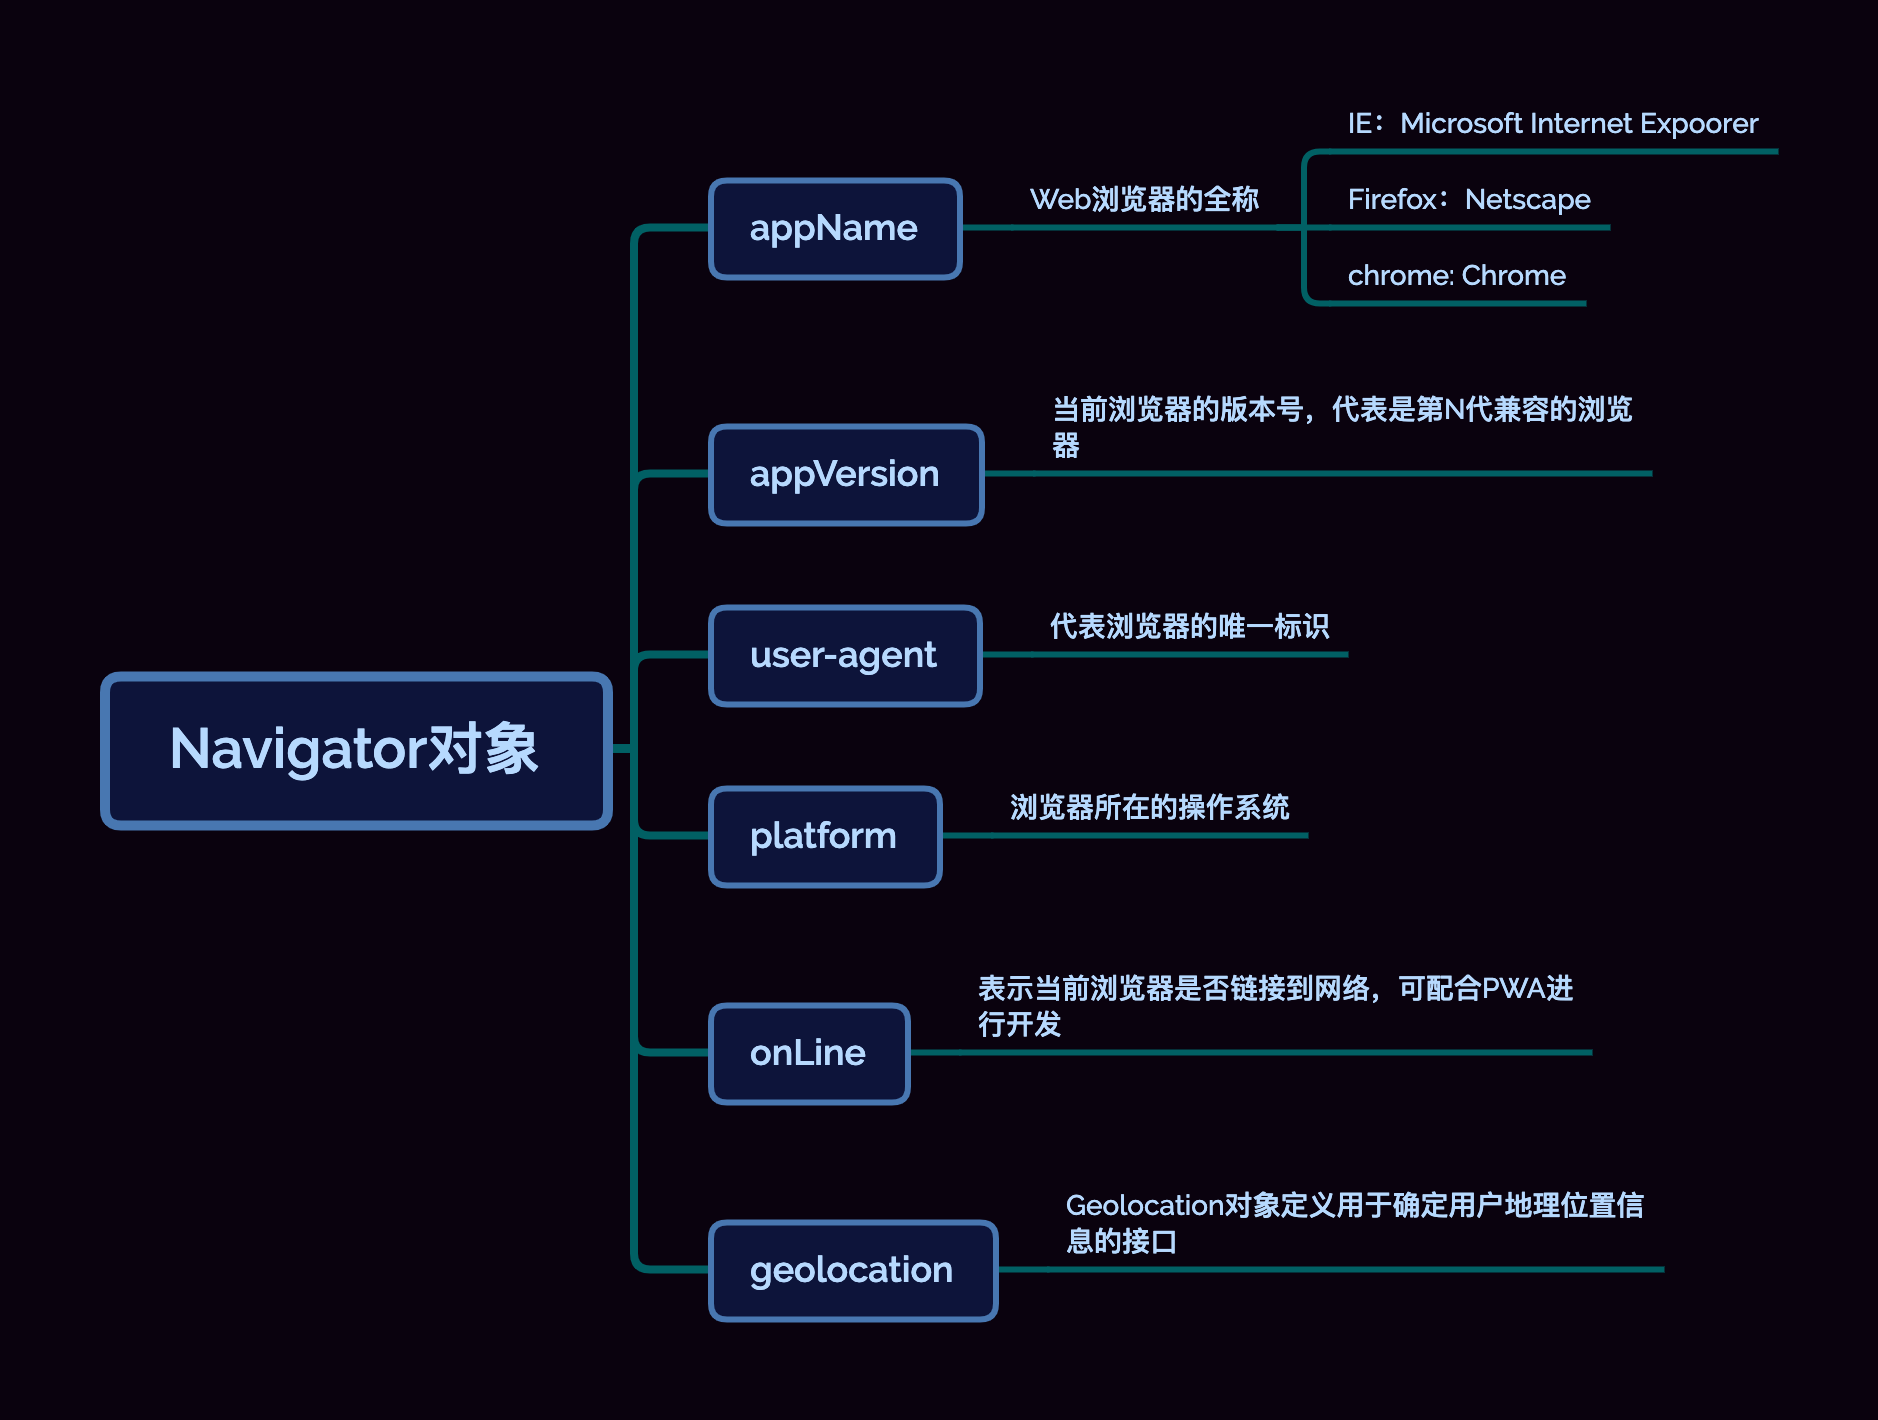 Navigator对象
appName
Web浏览器的全称
IE：Microsoft Internet Expoorer
Firefox：Netscape
chrome: Chrome
appVersion
当前浏览器的版本号，代表是第N代兼容的浏览
器
user-agent
代表浏览器的唯一标识
platform
浏览器所在的操作系统
onLine
表示当前浏览器是否链接到网络，可配合PWA进
行开发
geolocation
Geolocation对象定义用于确定用户地理位置信
息的接口